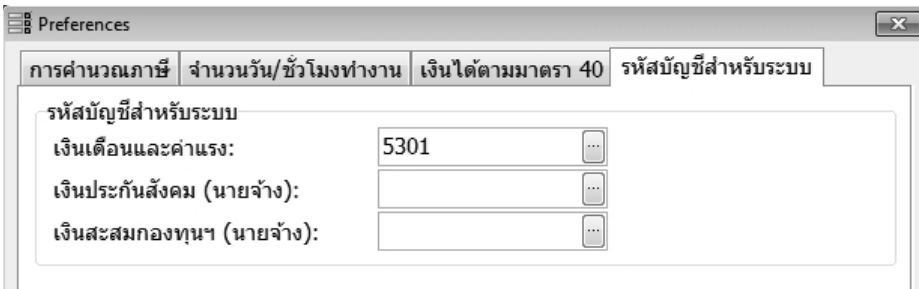 Preferences
การคำนวณภาษี จำนวนวัน/ชั่วโมงทำงาน เงินได้ตามมาตรา 40 รหัสบัญชีสำหรับระบบ
รหัสบัญชีสำหรับระบบ
เงินเดือนและค่าแรง: 5301 ...
เงินประกันสังคม (นายจ้าง): ...
เงินสะสมกองทุนฯ (นายจ้าง): ...